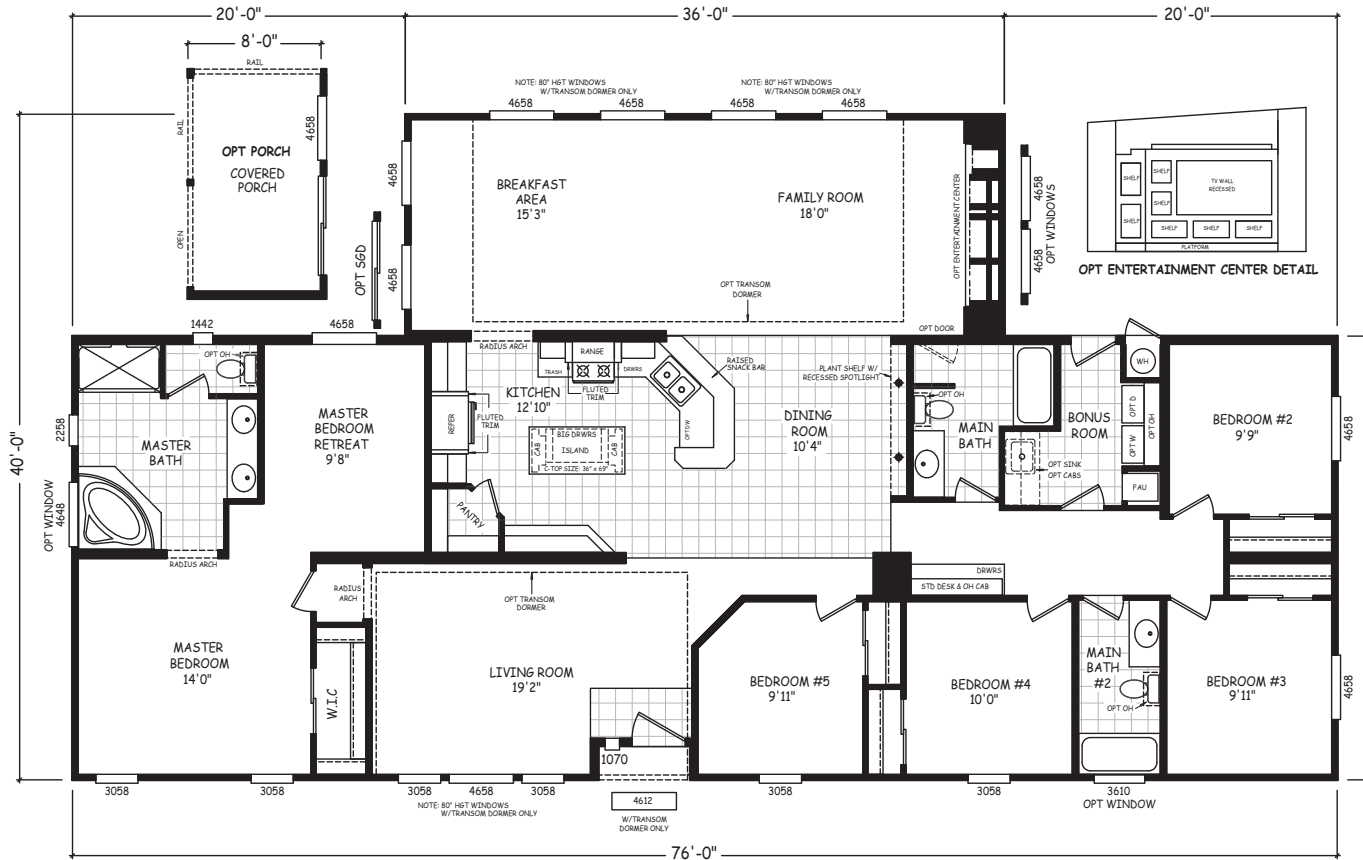 20'-0"
36'-0"
20'-0"
8'-0"
RAIL
RAIL
OPEN
4658
OPT PORCH
COVERED
PORCH
NOTE: 80" HGT WINDOWS
W/TRANSOM DORMER ONLY
NOTE: 80" HGT WINDOWS
W/TRANSOM DORMER ONLY
4658
4658
4658
4658
4658
4658
OPT SGD
BREAKFAST
AREA
15'3"
FAMILY ROOM
18'0"
OPT ENTERTAINMENT CENTER
4658
4658
OPT WINDOWS
SHELF
SHELF
SHELF
SHELF
TV WALL
RECESSED
SHELF
SHELF
SHELF
PLATFORM
OPT ENTERTAINMENT CENTER DETAIL
OPT TRANSOM
DORMER
OPT DOOR
40'-0"
1442
4658
OPT OH
2258
OPT WINDOW
4648
MASTER
BATH
RADIUS ARCH
MASTER
BEDROOM
RETREAT
9'8"
RADIUS ARCH
RANGE
TRASH
DRWRS
FLUTED
TRIM
RAISED
SNACK BAR
KITCHEN
12'10"
REFER
FLUTED
TRIM
BIG DRWRS
CAB
ISLAND
CAB
C-TOP SIZE: 36" x 69"
OPT DW
PANTRY
PLANT SHELF W/
RECESSED SPOTLIGHT
DINING
ROOM
10'4"
OPT OH
MAIN
BATH
BONUS
ROOM
OPT SINK
OPT CABS
WH
OPT D
OPT W
OPT OH
FAU
BEDROOM #2
9'9"
4658
RADIUS
ARCH
OPT TRANSOM
DORMER
DRWRS
STD DESK & OH CAB
MASTER
BEDROOM
14'0"
W.I.C
LIVING ROOM
19'2"
BEDROOM #5
9'11"
BEDROOM #4
10'0"
MAIN
BATH
#2
OPT OH
BEDROOM #3
9'11"
4658
1070
3058
3058
3058
4658
3058
NOTE: 80" HGT WINDOWS
W/TRANSOM DORMER ONLY
4612
W/TRANSOM
DORMER ONLY
3058
3058
3610
OPT WINDOW
76'-0"